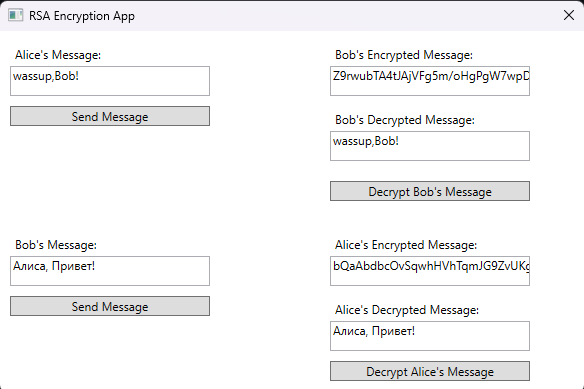 RSA Encryption App
Alice's Message:
wassup,Bob!
Send Message
Bob's Encrypted Message:
Z9rwubTA4tJAjVFg5m/oHgPgW7wpD
Bob's Decrypted Message:
wassup,Bob!
Decrypt Bob's Message
Bob's Message:
Алиса, Привет!
Send Message
Alice's Encrypted Message:
bQaAbdbcOvSqwhHVhTqmJG9ZvUKg
Alice's Decrypted Message:
Алиса, Привет!
Decrypt Alice's Message